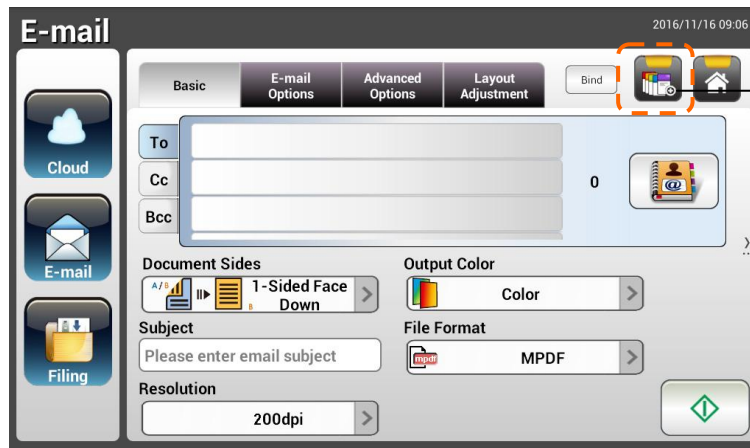 E-mail
2016/11/16 09:06
Basic
E-mail
Options
Advanced
Options
Layout
Adjustment
Bind
Cloud
E-mail
Filing
To
Cc
Bcc
0
@
Document Sides
A/B
B
1-Sided Face
Down
Output Color
Color
Subject
Please enter email subject
File Format
mpdf
MPDF
Resolution
200dpi